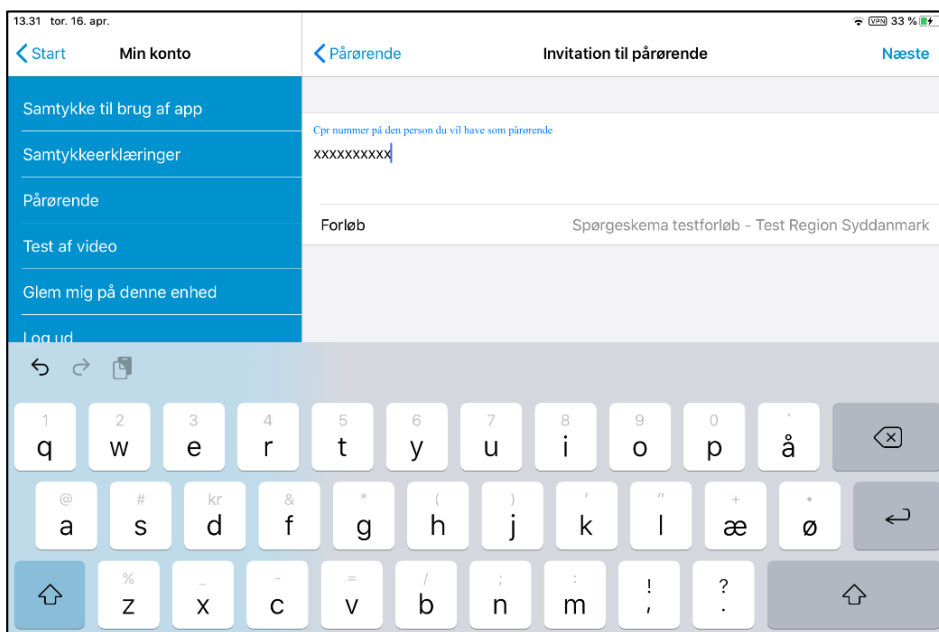 13.31 tor. 16. apr.
VPN 33 %
Start
Min konto
Pårørende
Invitation til pårørende
Næste
Samtykke til brug af app
Samtykkeerklæringer
Pårørende
Test af video
Glem mig på denne enhed
Log ud
Cpr nummer på den person du vil have som pårørende
xxxxxxxxxx
Forløb
Spørgeskema testforløb - Test Region Syddanmark
1 2 3 4 5 6 7 8 9 0 `
q w e r t y u i o p å
@ # kr & * ( ) ' " + •
a s d f g h j k l æ ø
% _ - = / ; : ! ?
z x c v b n m , .